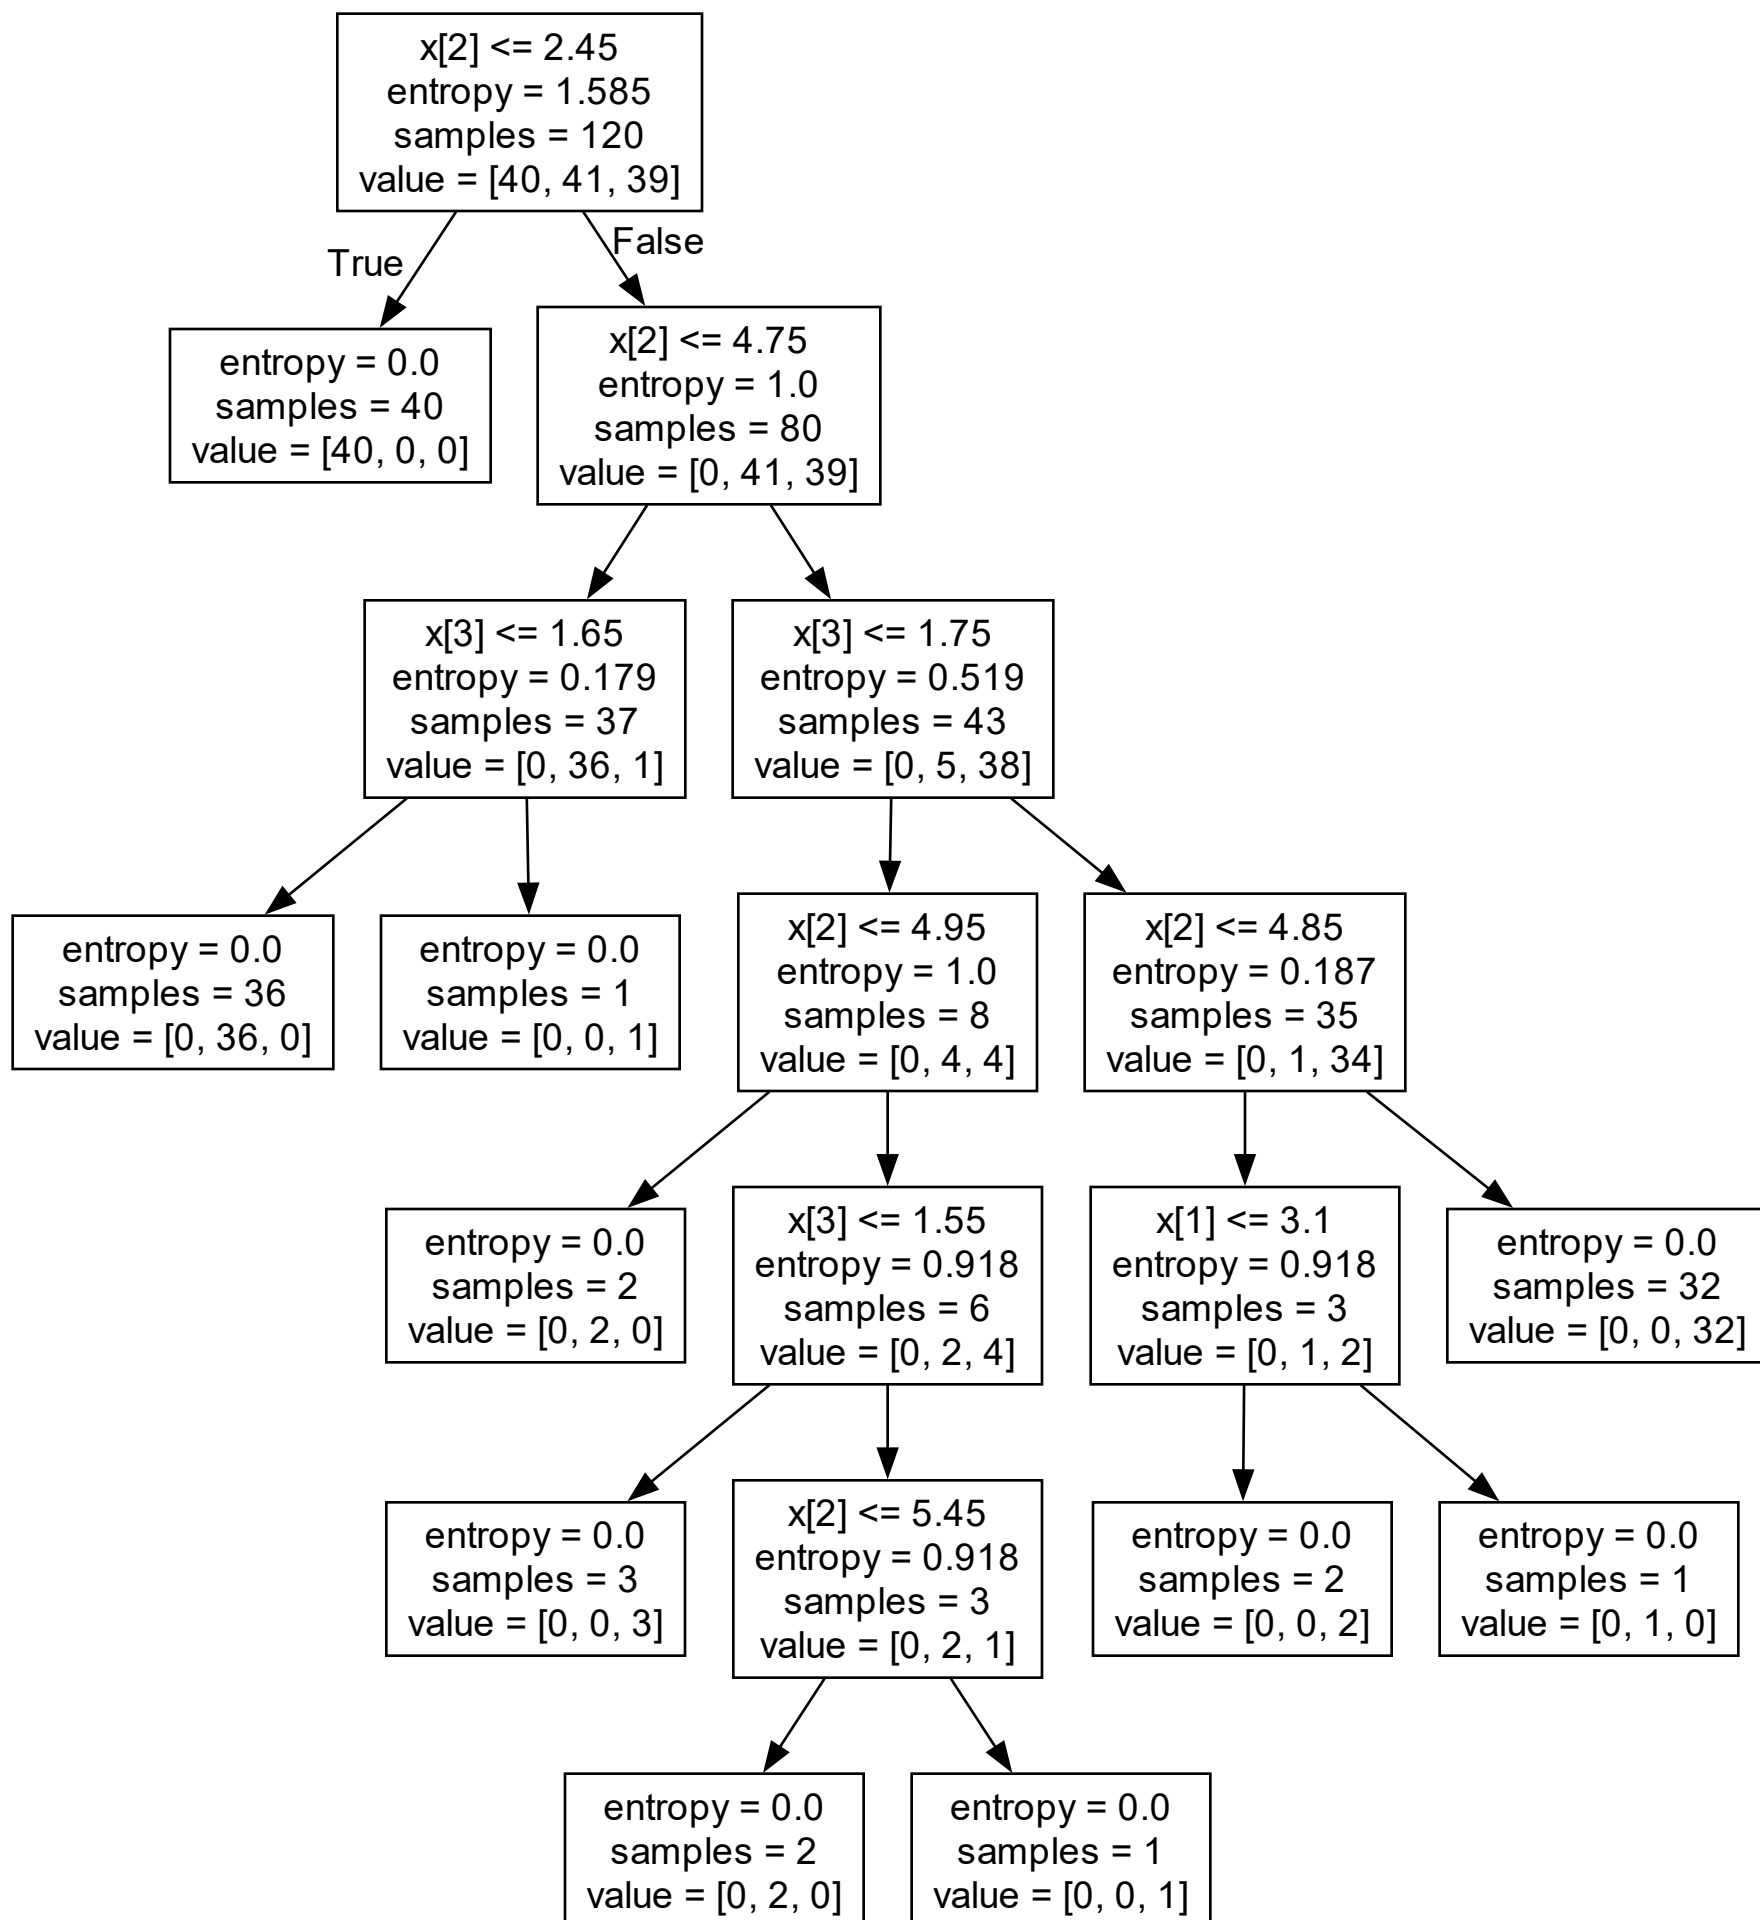 x[2] <= 2.45
entropy = 1.585
samples = 120
value = [40, 41, 39]
True
False
entropy = 0.0
samples = 40
value = [40, 0, 0]
x[2] <= 4.75
entropy = 1.0
samples = 80
value = [0, 41, 39]
x[3] <= 1.65
entropy = 0.179
samples = 37
value = [0, 36, 1]
x[3] <= 1.75
entropy = 0.519
samples = 43
value = [0, 5, 38]
entropy = 0.0
samples = 36
value = [0, 36, 0]
entropy = 0.0
samples = 1
value = [0, 0, 1]
x[2] <= 4.95
entropy = 1.0
samples = 8
value = [0, 4, 4]
x[2] <= 4.85
entropy = 0.187
samples = 35
value = [0, 1, 34]
entropy = 0.0
samples = 2
value = [0, 2, 0]
x[3] <= 1.55
entropy = 0.918
samples = 6
value = [0, 2, 4]
x[1] <= 3.1
entropy = 0.918
samples = 3
value = [0, 1, 2]
entropy = 0.0
samples = 32
value = [0, 0, 32]
entropy = 0.0
samples = 3
value = [0, 0, 3]
x[2] <= 5.45
entropy = 0.918
samples = 3
value = [0, 2, 1]
entropy = 0.0
samples = 2
value = [0, 0, 2]
entropy = 0.0
samples = 1
value = [0, 1, 0]
entropy = 0.0
samples = 2
value = [0, 2, 0]
entropy = 0.0
samples = 1
value = [0, 0, 1]